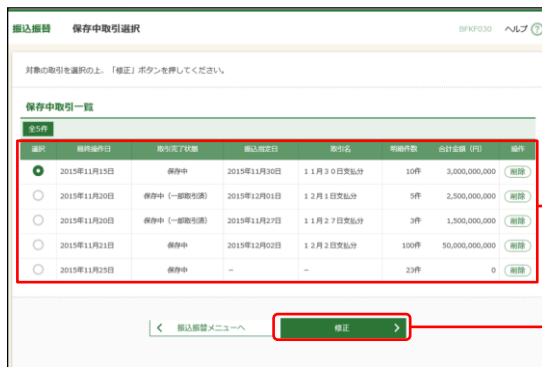 振込振替 保存中取引選択 BFKF030 ヘルプ ?
対象の取引を選択の上、「修正」ボタンを押してください。
保存中取引一覧
全5件
選択 最終操作日 取引完了状態 振込指定日 取引名 明細件数 合計金額（円） 操作
2015年11月15日 保存中 2015年11月30日 １１月３０日支払分 10件 3,000,000,000 削除
2015年11月20日 保存中（一部取引済） 2015年12月01日 １２月１日支払分 5件 2,500,000,000 削除
2015年11月20日 保存中（一部取引済） 2015年11月27日 １１月２７日支払分 3件 1,500,000,000 削除
2015年11月21日 保存中 2015年12月02日 １２月２日支払分 100件 50,000,000,000 削除
2015年11月25日 保存中 － － 23件 0 削除
振込振替メニューへ 修正